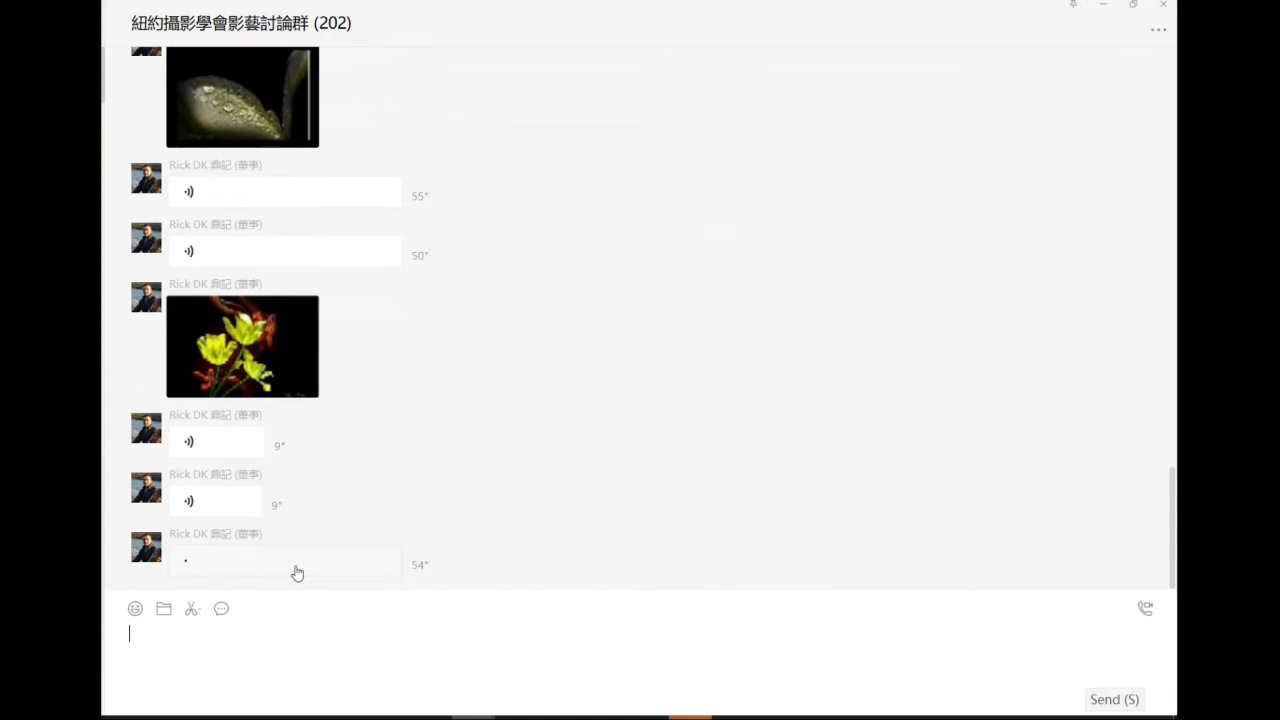 紐約攝影學會影藝討論群 (202)
Rick DK 鼎記 (董事)
55"
Rick DK 鼎記 (董事)
50"
Rick DK 鼎記 (董事)
Rick DK 鼎記 (董事)
9"
Rick DK 鼎記 (董事)
9"
Rick DK 鼎記 (董事)
54"
Send (S)